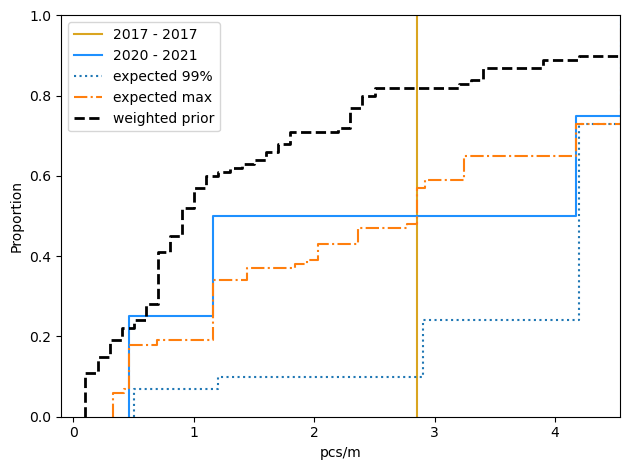 1.0
0.8
0.6
0.4
0.2
0.0
Proportion
2017 - 2017
2020 - 2021
expected 99%
expected max
weighted prior
0
1
2
3
4
pcs/m